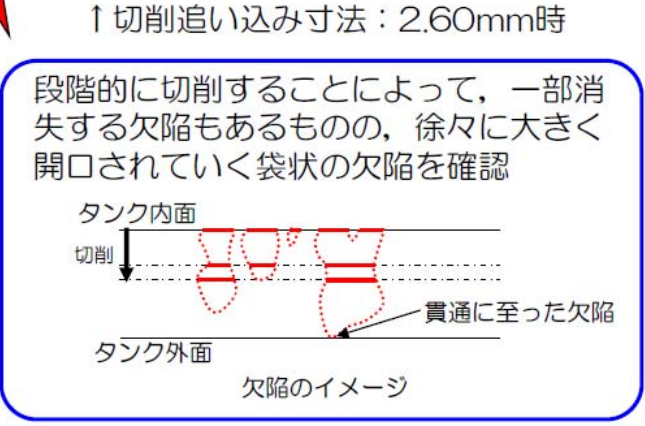 ↑切削追い込み寸法：2.60mm時
段階的に切削することによって，一部消
失する欠陥もあるものの，徐々に大きく
開口されていく袋状の欠陥を確認
タンク内面
切削
貫通に至った欠陥
タンク外面
欠陥のイメージ